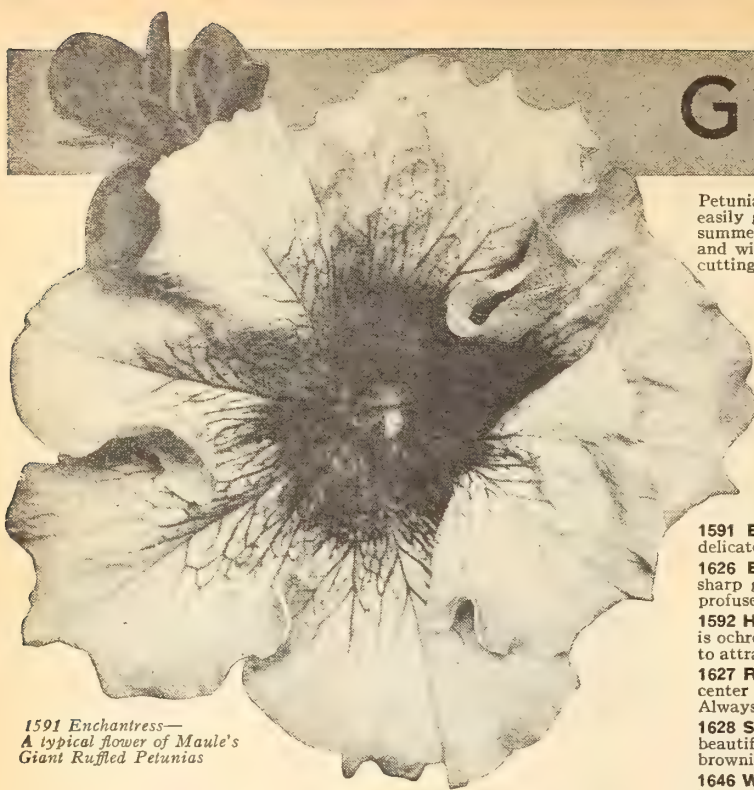 G
Petunia
easily g
summe
and wi
cutting
1591 E
delicate
1626 B
sharp g
profuse
1592 H
is ochre
to attra
1627 R
center
Always
1628 S
beautif
browni
1646 W
1591 Enchantress—
A typical flower of Maule's
Giant Ruffled Petunias